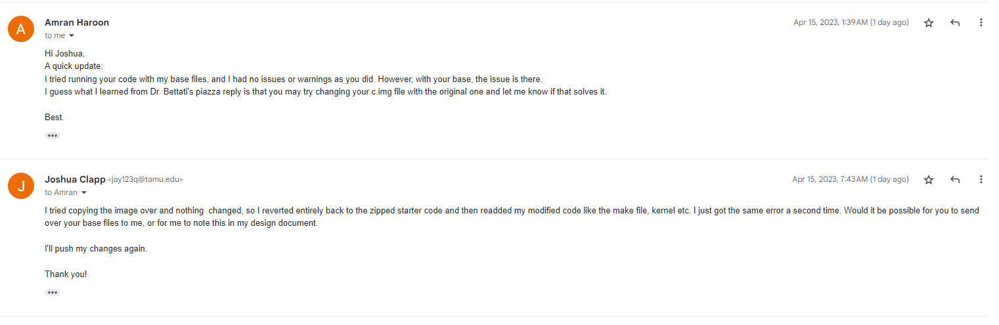 A
Amran Haroon
Apr 15, 2023, 1:39 AM (1 day ago)
to me
Hi Joshua,
A quick update:
I tried running your code with my base files, and I had no issues or warnings as you did. However, with your base, the issue is there.
I guess what I learned from Dr. Bettati's piazza reply is that you may try changing your c.img file with the original one and let me know if that solves it.
Best.
J
Joshua Clapp <jay123q@tamu.edu>
Apr 15, 2023, 7:43 AM (1 day ago)
to Amran
I tried copying the image over and nothing  changed, so I reverted entirely back to the zipped starter code and then readded my modified code like the make file, kernel etc. I just got the same error a second time. Would it be possible for you to send
over your base files to me, or for me to note this in my design document.
I'll push my changes again.
Thank you!